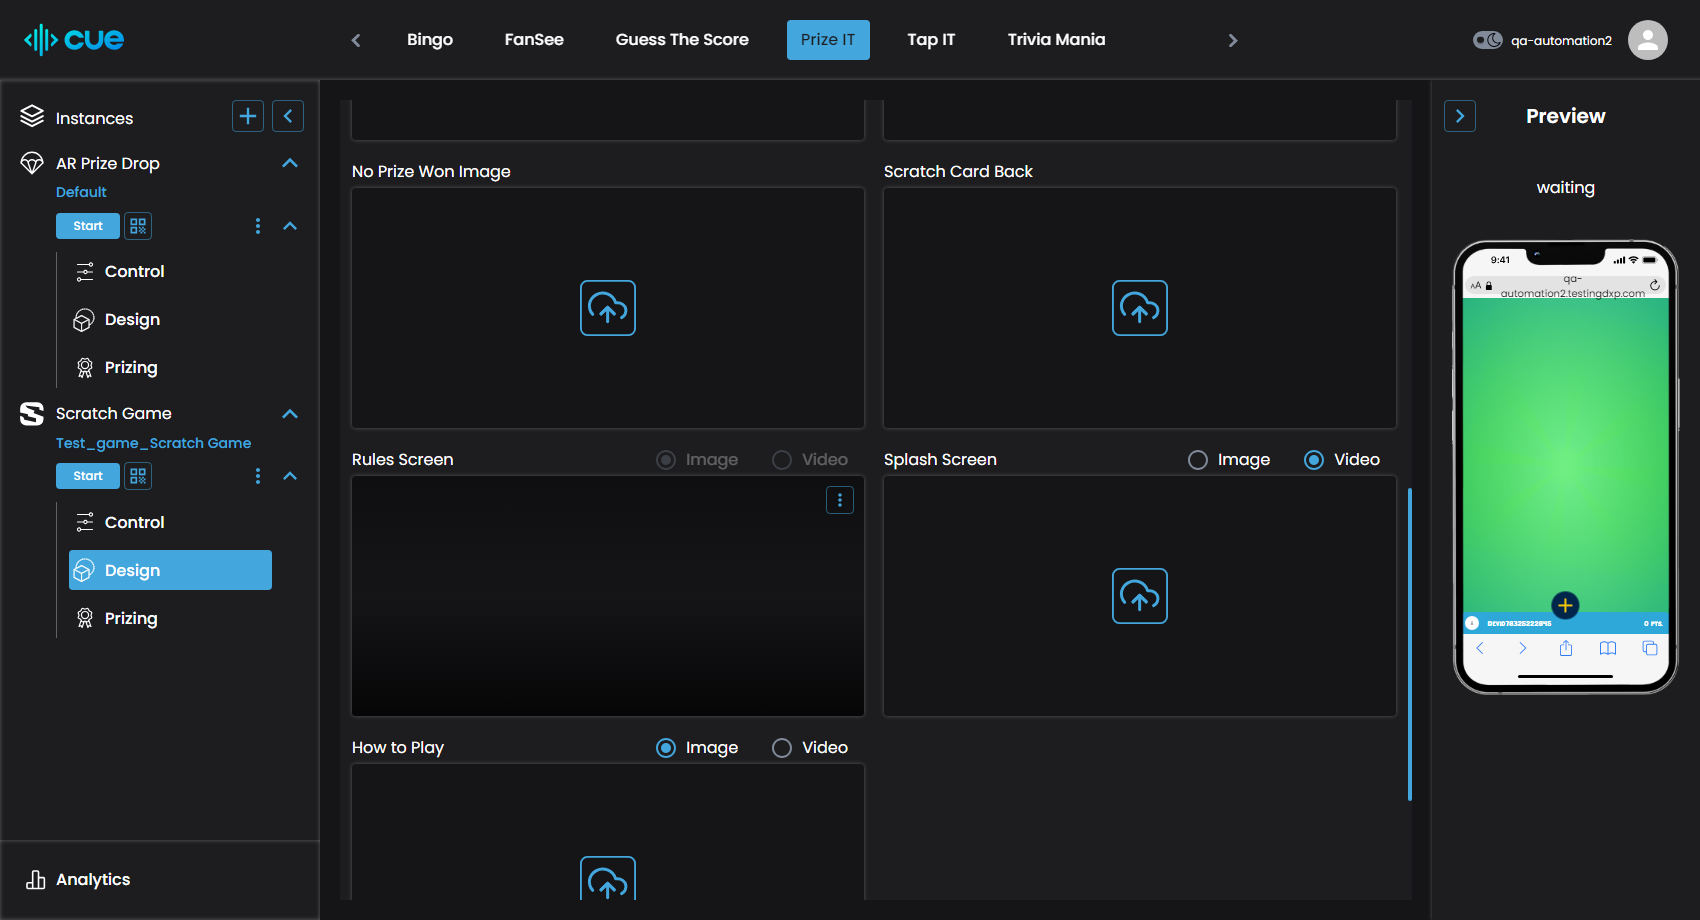 cue
Bingo
FanSee
Guess The Score
Prize IT
Tap IT
Trivia Mania
qa-automation2
Instances
AR Prize Drop
Default
Start
Control
Design
Prizing
Scratch Game
Test_game_Scratch Game
Start
Control
Design
Prizing
Analytics
No Prize Won Image
Scratch Card Back
Rules Screen
Image
Video
Splash Screen
Image
Video
How to Play
Image
Video
Preview
waiting
9:41
AA
qa-
automation2.testingdxp.com
0 PTS.